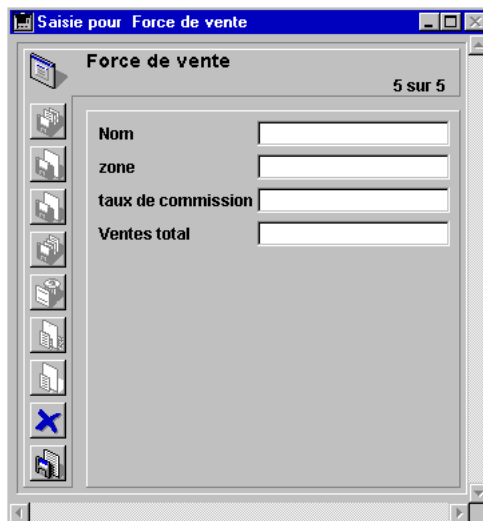 Saisie pour Force de vente
Force de vente
5 sur 5
Nom
zone
taux de commission
Ventes total